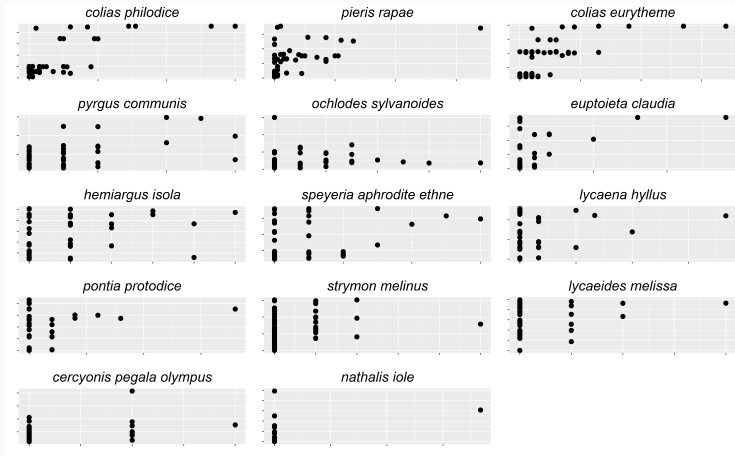 colias philodice
pieris rapae
colias eurytheme
pyrgus communis
ochlodes sylvanoides
euptoieta claudia
hemiargus isola
speyeria aphrodite ethne
lycaena hyllus
pontia protodice
strymon melinus
lycaeides melissa
cercyonis pegala olympus
nathalis iole